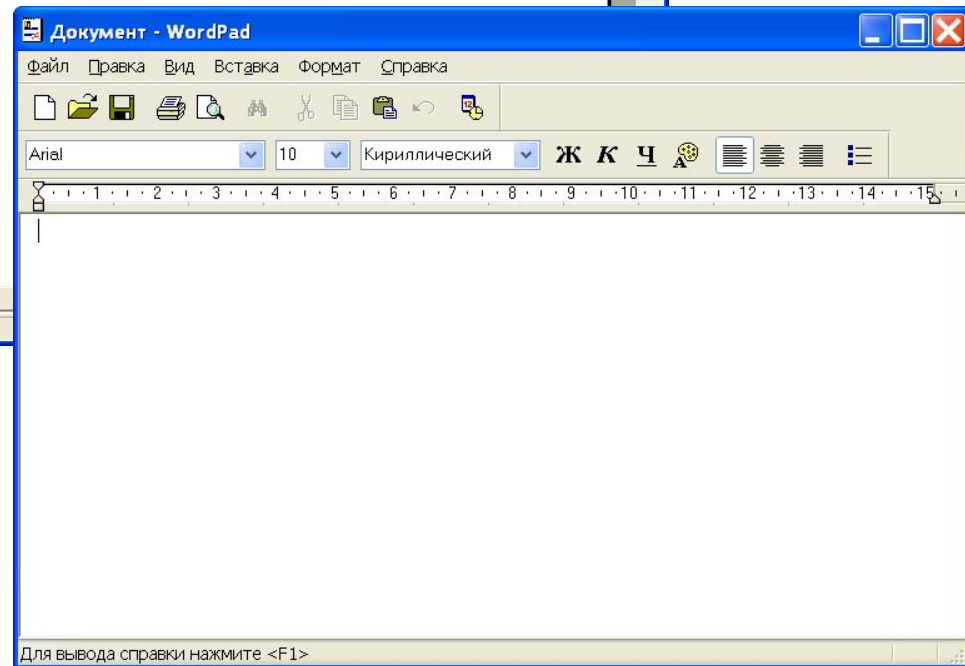 Документ - WordPad
Файл Правка Вид Вставка Формат Справка
Arial 10 Кириллический Ж К Ч А
1 2 3 4 5 6 7 8 9 10 11 12 13 14 15
Для вывода справки нажмите <F1>